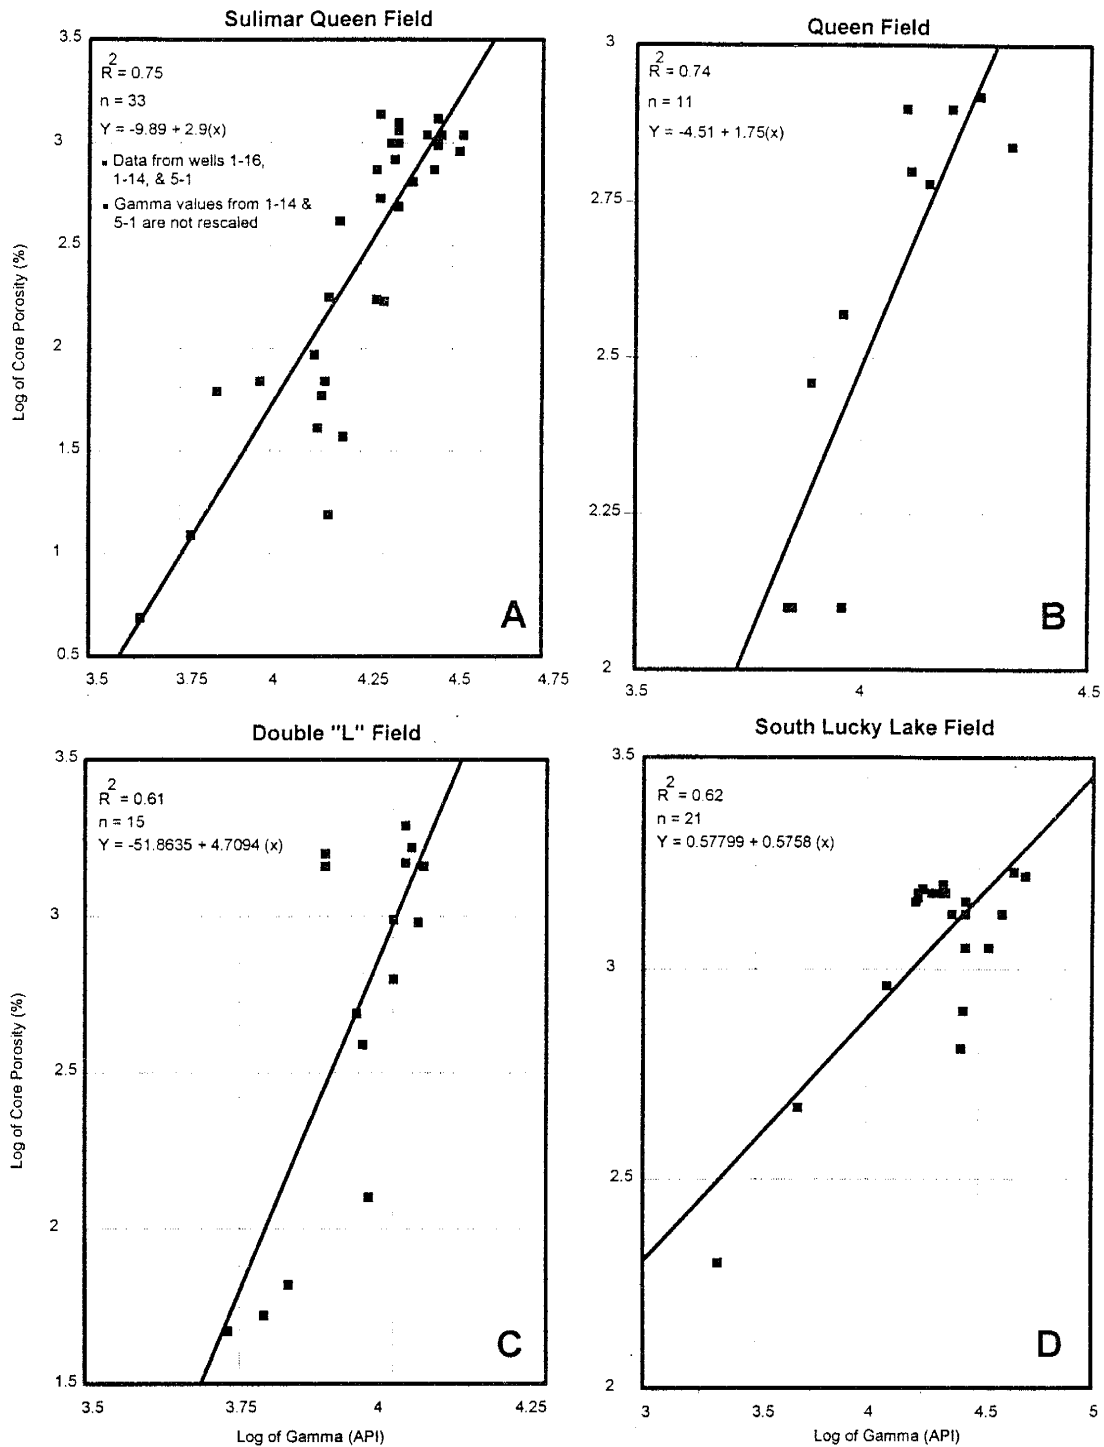 Sulimar Queen Field
3.5
3
2.5
2
1.5
1
0.5
3.5 3.75 4 4.25 4.5 4.75
Log of Core Porosity (%)
R2 = 0.75
n = 33
Y = -9.89 + 2.9(x)
▪ Data from wells 1-16,
1-14, & 5-1
▪ Gamma values from 1-14 &
5-1 are not rescaled
A
Queen Field
3
2.75
2.5
2.25
2
3.5 4 4.5
R2 = 0.74
n = 11
Y = -4.51 + 1.75(x)
B
Double "L" Field
3.5
3
2.5
2
1.5
3.5 3.75 4 4.25
Log of Core Porosity (%)
Log of Gamma (API)
R2 = 0.61
n = 15
Y = -51.8635 + 4.7094 (x)
C
South Lucky Lake Field
3.5
3
2.5
2
3 3.5 4 4.5 5
Log of Gamma (API)
R2 = 0.62
n = 21
Y = 0.57799 + 0.5758 (x)
D